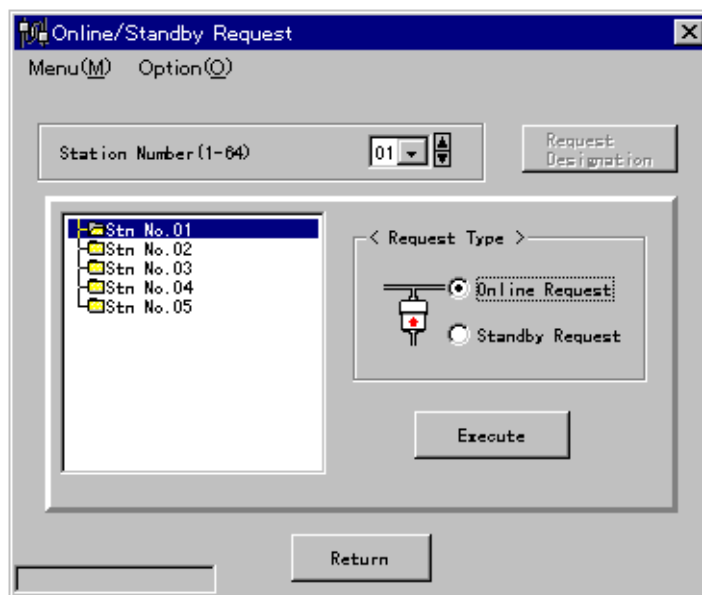 Online/Standby Request
Menu(M) Option(O)
Station Number(1-64) 01
Request
Designation
Stn No.01
Stn No.02
Stn No.03
Stn No.04
Stn No.05
< Request Type >
Online Request
Standby Request
Execute
Return